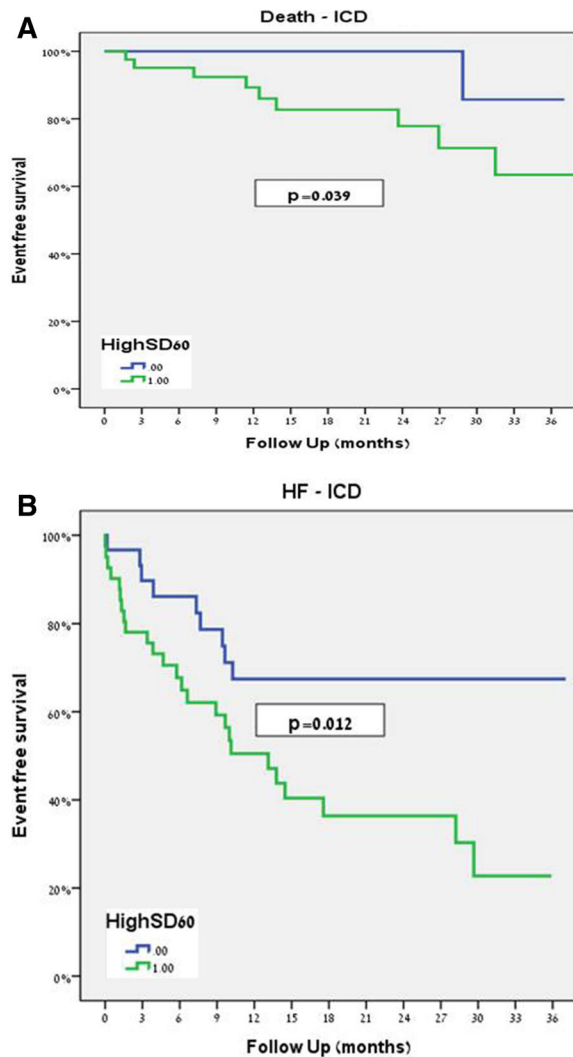 A
Death - ICD
100%
80%
60%
40%
20%
0%
Event free survival
p=0.039
HighSD60
.00
1.00
0 3 6 9 12 15 18 21 24 27 30 33 36
Follow Up (months)
B
HF - ICD
100%
80%
60%
40%
20%
0%
Event free survival
p=0.012
HighSD60
.00
1.00
0 3 6 9 12 15 18 21 24 27 30 33 36
Follow Up (months)